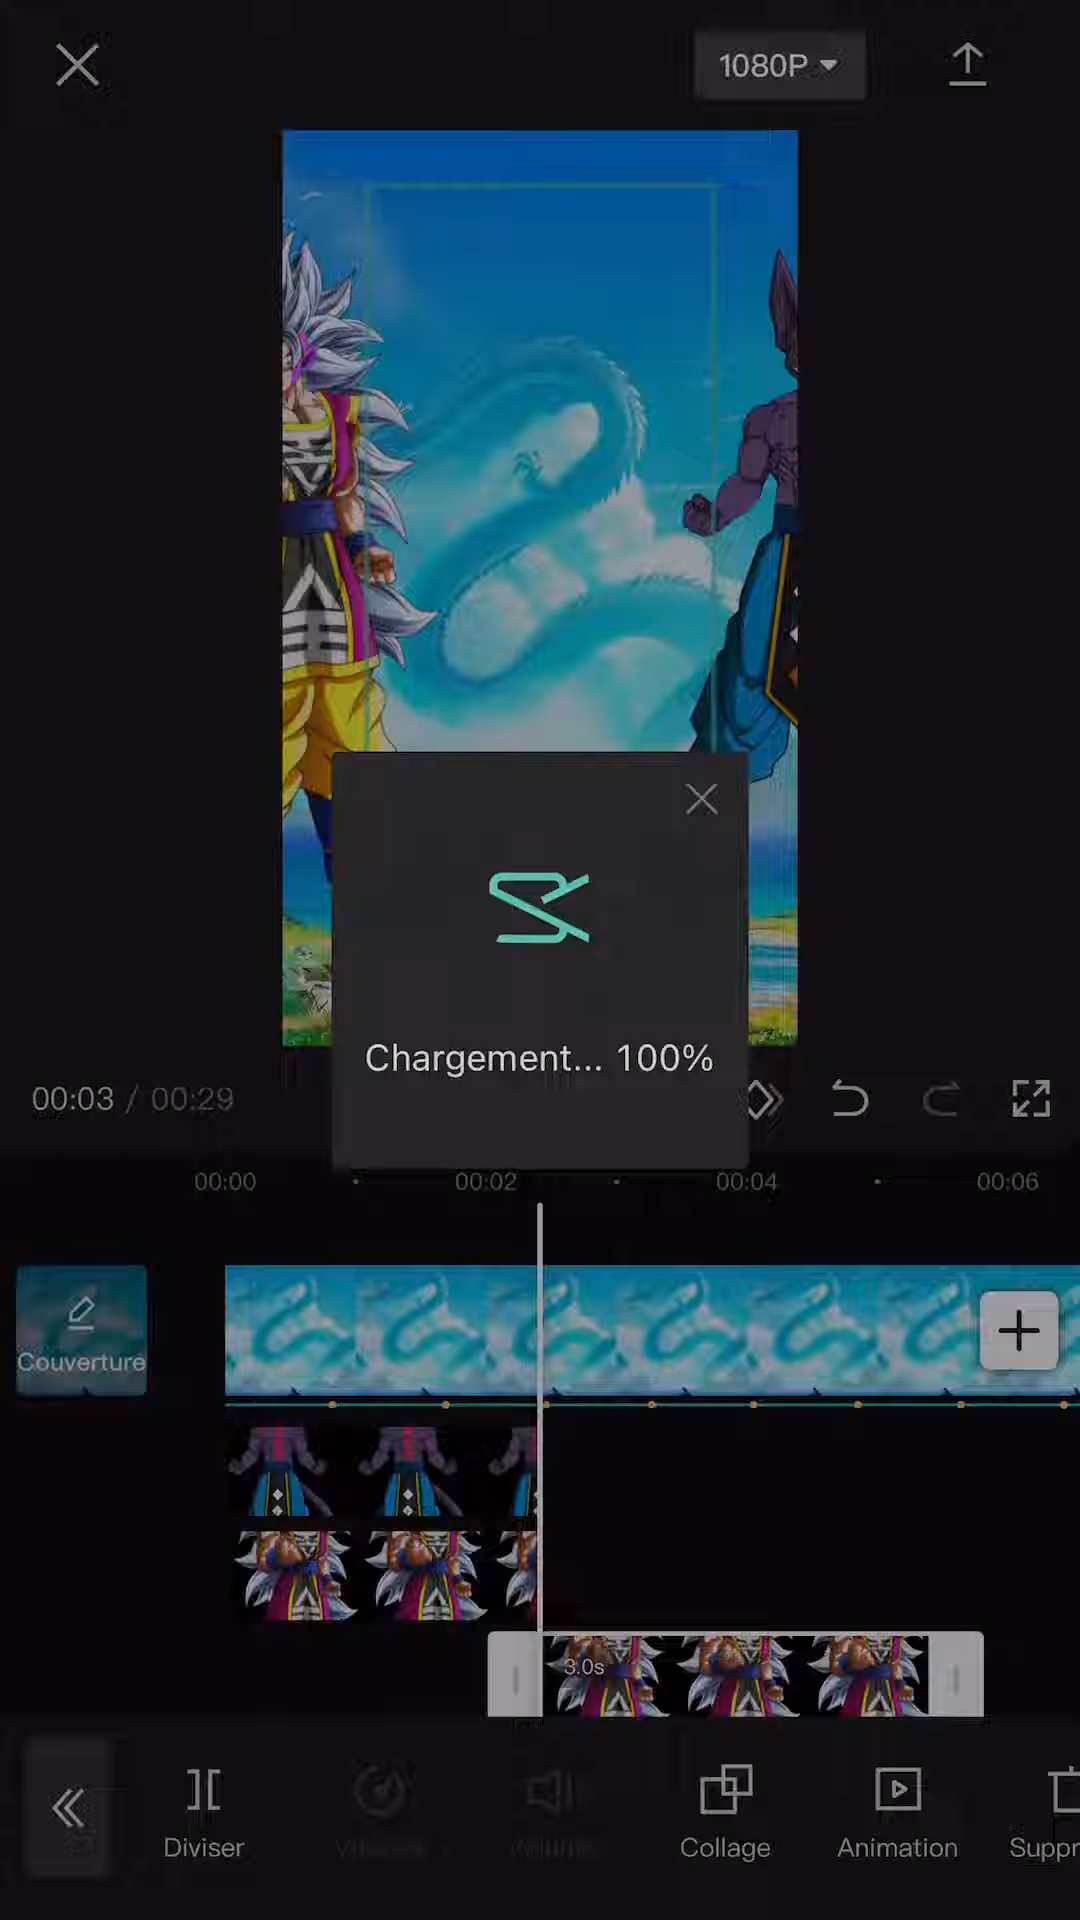 1080P
Chargement... 100%
00:03 / 00:29
00:00
00:02
00:04
00:06
Couverture
3.0s
Diviser
Collage
Animation
Suppr